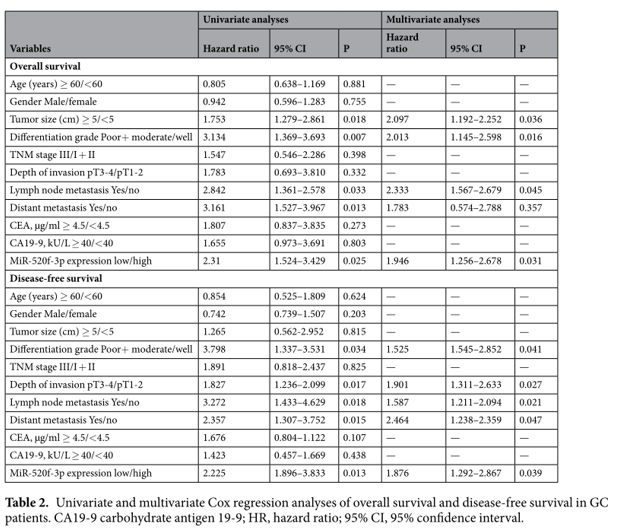 Univariate analyses Multivariate analyses
Variables Hazard ratio 95% CI P Hazard ratio 95% CI P
Overall survival
Age (years) ≥ 60/<60 0.805 0.638–1.169 0.881 — — —
Gender Male/female 0.942 0.596–1.283 0.755 — — —
Tumor size (cm) ≥ 5/<5 1.753 1.279–2.861 0.018 2.097 1.192–2.252 0.036
Differentiation grade Poor+ moderate/well 3.134 1.369–3.693 0.007 2.013 1.145–2.598 0.016
TNM stage III/I + II 1.547 0.546–2.286 0.398 — — —
Depth of invasion pT3-4/pT1-2 1.783 0.693–3.810 0.332 — — —
Lymph node metastasis Yes/no 2.842 1.361–2.578 0.033 2.333 1.567–2.679 0.045
Distant metastasis Yes/no 3.161 1.527–3.967 0.013 1.783 0.574–2.788 0.357
CEA, μg/ml ≥ 4.5/<4.5 1.807 0.837–3.835 0.273 — — —
CA19-9, kU/L ≥ 40/<40 1.655 0.973–3.691 0.803 — — —
MiR-520f-3p expression low/high 2.31 1.524–3.429 0.025 1.946 1.256–2.678 0.031
Disease-free survival
Age (years) ≥ 60/<60 0.854 0.525–1.809 0.624 — — —
Gender Male/female 0.742 0.739–1.507 0.203 — — —
Tumor size (cm) ≥ 5/<5 1.265 0.562-2.952 0.815 — — —
Differentiation grade Poor+ moderate/well 3.798 1.337–3.531 0.034 1.525 1.545–2.852 0.041
TNM stage III/I + II 1.891 0.818–2.437 0.825 — — —
Depth of invasion pT3-4/pT1-2 1.827 1.236–2.099 0.017 1.901 1.311–2.633 0.027
Lymph node metastasis Yes/no 3.272 1.433–4.629 0.018 1.587 1.211–2.094 0.021
Distant metastasis Yes/no 2.357 1.307–3.752 0.015 2.464 1.238–2.359 0.047
CEA, μg/ml ≥ 4.5/<4.5 1.676 0.804–1.122 0.107 — — —
CA19-9, kU/L ≥ 40/<40 1.423 0.457–1.669 0.438 — — —
MiR-520f-3p expression low/high 2.225 1.896–3.833 0.013 1.876 1.292–2.867 0.039
Table 2. Univariate and multivariate Cox regression analyses of overall survival and disease-free survival in GC
patients. CA19-9 carbohydrate antigen 19-9; HR, hazard ratio; 95% CI, 95% confidence interval.